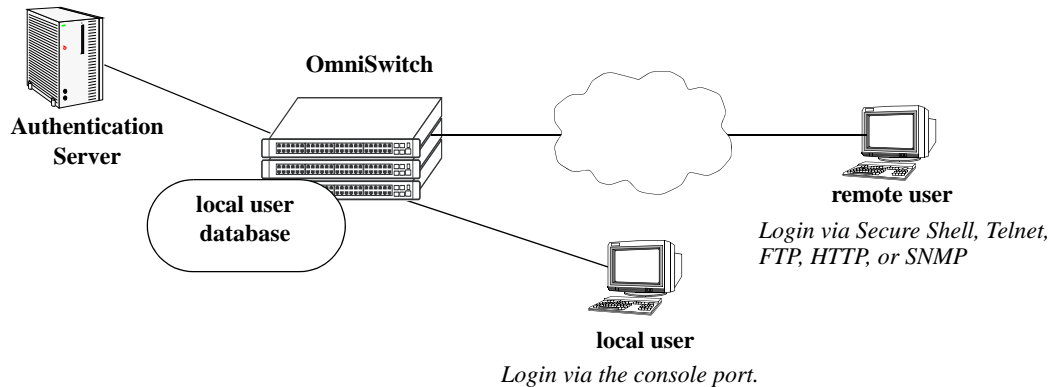 OmniSwitch
Authentication
Server
local user
database
remote user
Login via Secure Shell, Telnet,
FTP, HTTP, or SNMP
local user
Login via the console port.